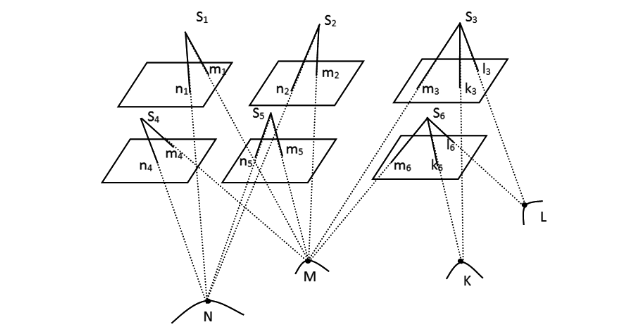 S1 S2 S3
n1 m1 n2 m2 m3 k3 l3
S4 S5 S6
n4 m4 n5 m5 m6 k6 l6
N M K L